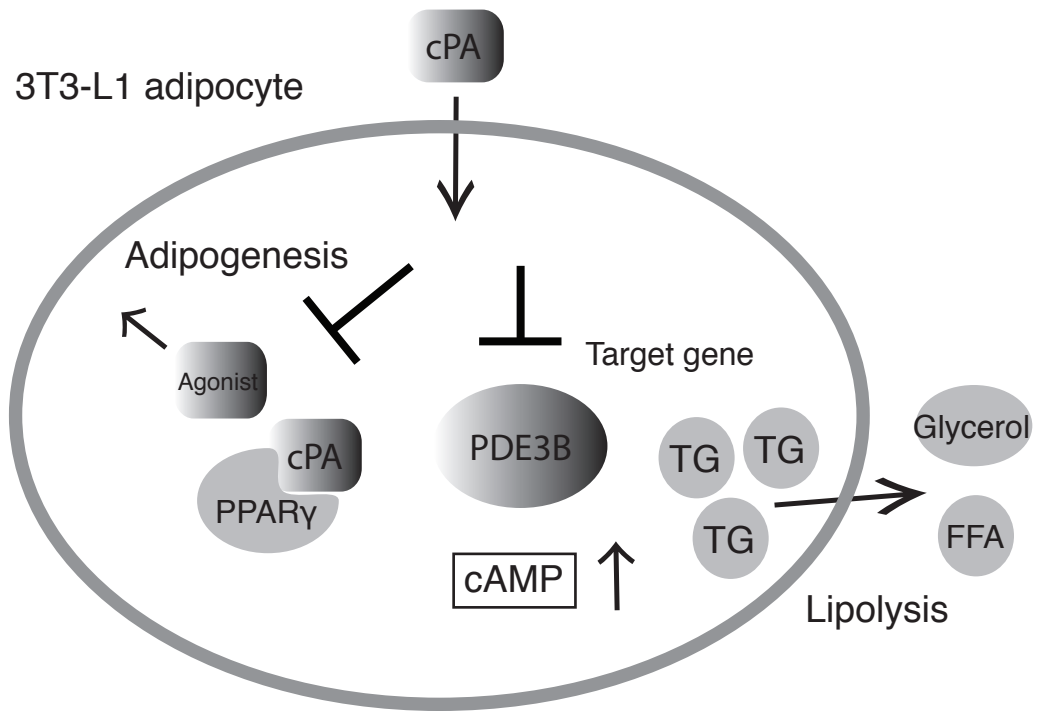 cPA
3T3-L1 adipocyte
Adipogenesis
Target gene
Agonist
cPA
PPARγ
PDE3B
TG
TG
TG
Glycerol
FFA
cAMP
Lipolysis